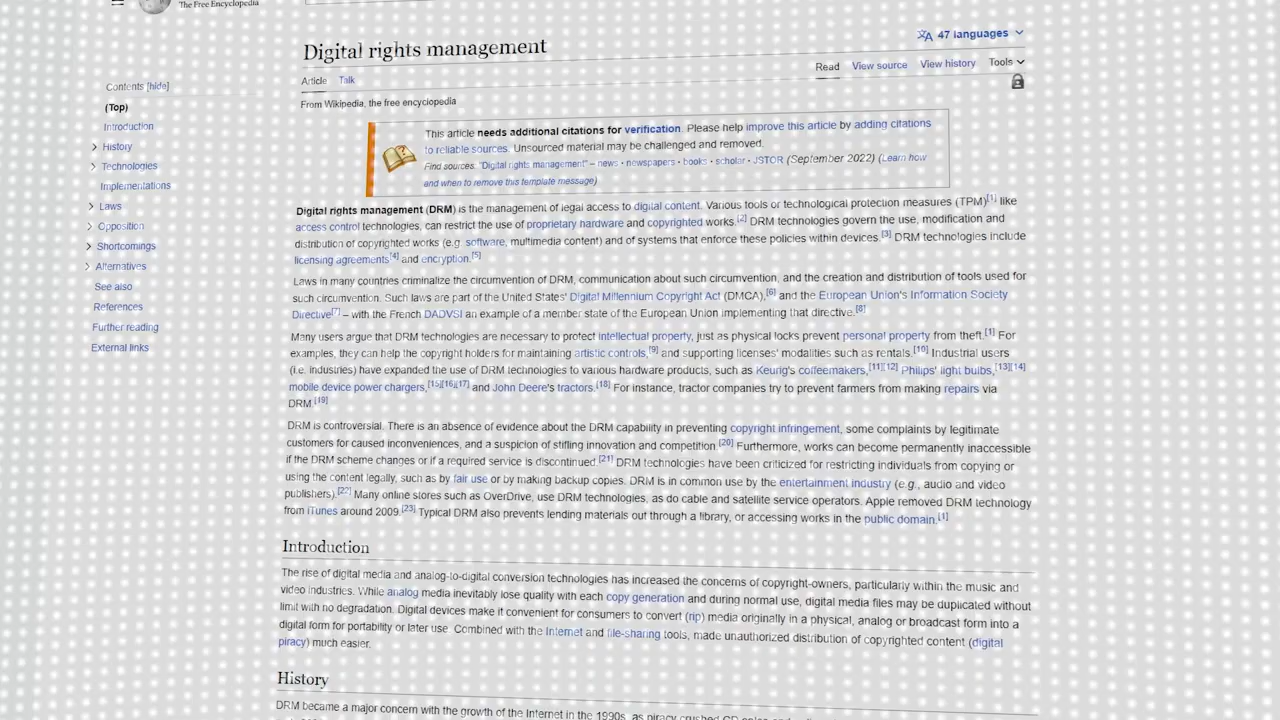 The Free Encyclopedia
Digital rights management
47 languages
Article Talk
Read View source View history Tools
From Wikipedia, the free encyclopedia
Contents [hide]
(Top)
Introduction
History
Technologies
Implementations
Laws
Opposition
Shortcomings
Alternatives
See also
References
Further reading
External links
This article needs additional citations for verification. Please help improve this article by adding citations
to reliable sources. Unsourced material may be challenged and removed.
Find sources: "Digital rights management" – news · newspapers · books · scholar · JSTOR (September 2022) (Learn how
and when to remove this template message)
Digital rights management (DRM) is the management of legal access to digital content. Various tools or technological protection measures (TPM)[1] like
access control technologies, can restrict the use of proprietary hardware and copyrighted works.[2] DRM technologies govern the use, modification and
distribution of copyrighted works (e.g. software, multimedia content) and of systems that enforce these policies within devices.[3] DRM technologies include
licensing agreements[4] and encryption.[5]
Laws in many countries criminalize the circumvention of DRM, communication about such circumvention, and the creation and distribution of tools used for
such circumvention. Such laws are part of the United States' Digital Millennium Copyright Act (DMCA),[6] and the European Union's Information Society
Directive[7] – with the French DADVSI an example of a member state of the European Union implementing that directive.[8]
Many users argue that DRM technologies are necessary to protect intellectual property, just as physical locks prevent personal property from theft.[1] For
examples, they can help the copyright holders for maintaining artistic controls,[9] and supporting licenses' modalities such as rentals.[10] Industrial users
(i.e. industries) have expanded the use of DRM technologies to various hardware products, such as Keurig's coffeemakers,[11][12] Philips' light bulbs,[13][14]
mobile device power chargers,[15][16][17] and John Deere's tractors.[18] For instance, tractor companies try to prevent farmers from making repairs via
DRM.[19]
DRM is controversial. There is an absence of evidence about the DRM capability in preventing copyright infringement, some complaints by legitimate
customers for caused inconveniences, and a suspicion of stifling innovation and competition.[20] Furthermore, works can become permanently inaccessible
if the DRM scheme changes or if a required service is discontinued.[21] DRM technologies have been criticized for restricting individuals from copying or
using the content legally, such as by fair use or by making backup copies. DRM is in common use by the entertainment industry (e.g., audio and video
publishers).[22] Many online stores such as OverDrive, use DRM technologies, as do cable and satellite service operators. Apple removed DRM technology
from iTunes around 2009.[23] Typical DRM also prevents lending materials out through a library, or accessing works in the public domain.[1]
Introduction
The rise of digital media and analog-to-digital conversion technologies has increased the concerns of copyright-owners, particularly within the music and
video industries. While analog media inevitably lose quality with each copy generation and during normal use, digital media files may be duplicated without
limit with no degradation. Digital devices make it convenient for consumers to convert (rip) media originally in a physical, analog or broadcast form into a
digital form for portability or later use. Combined with the Internet and file-sharing tools, made unauthorized distribution of copyrighted content (digital
piracy) much easier.
History
DRM became a major concern with the growth of the Internet in the 1990s, as piracy crushed CD sales and